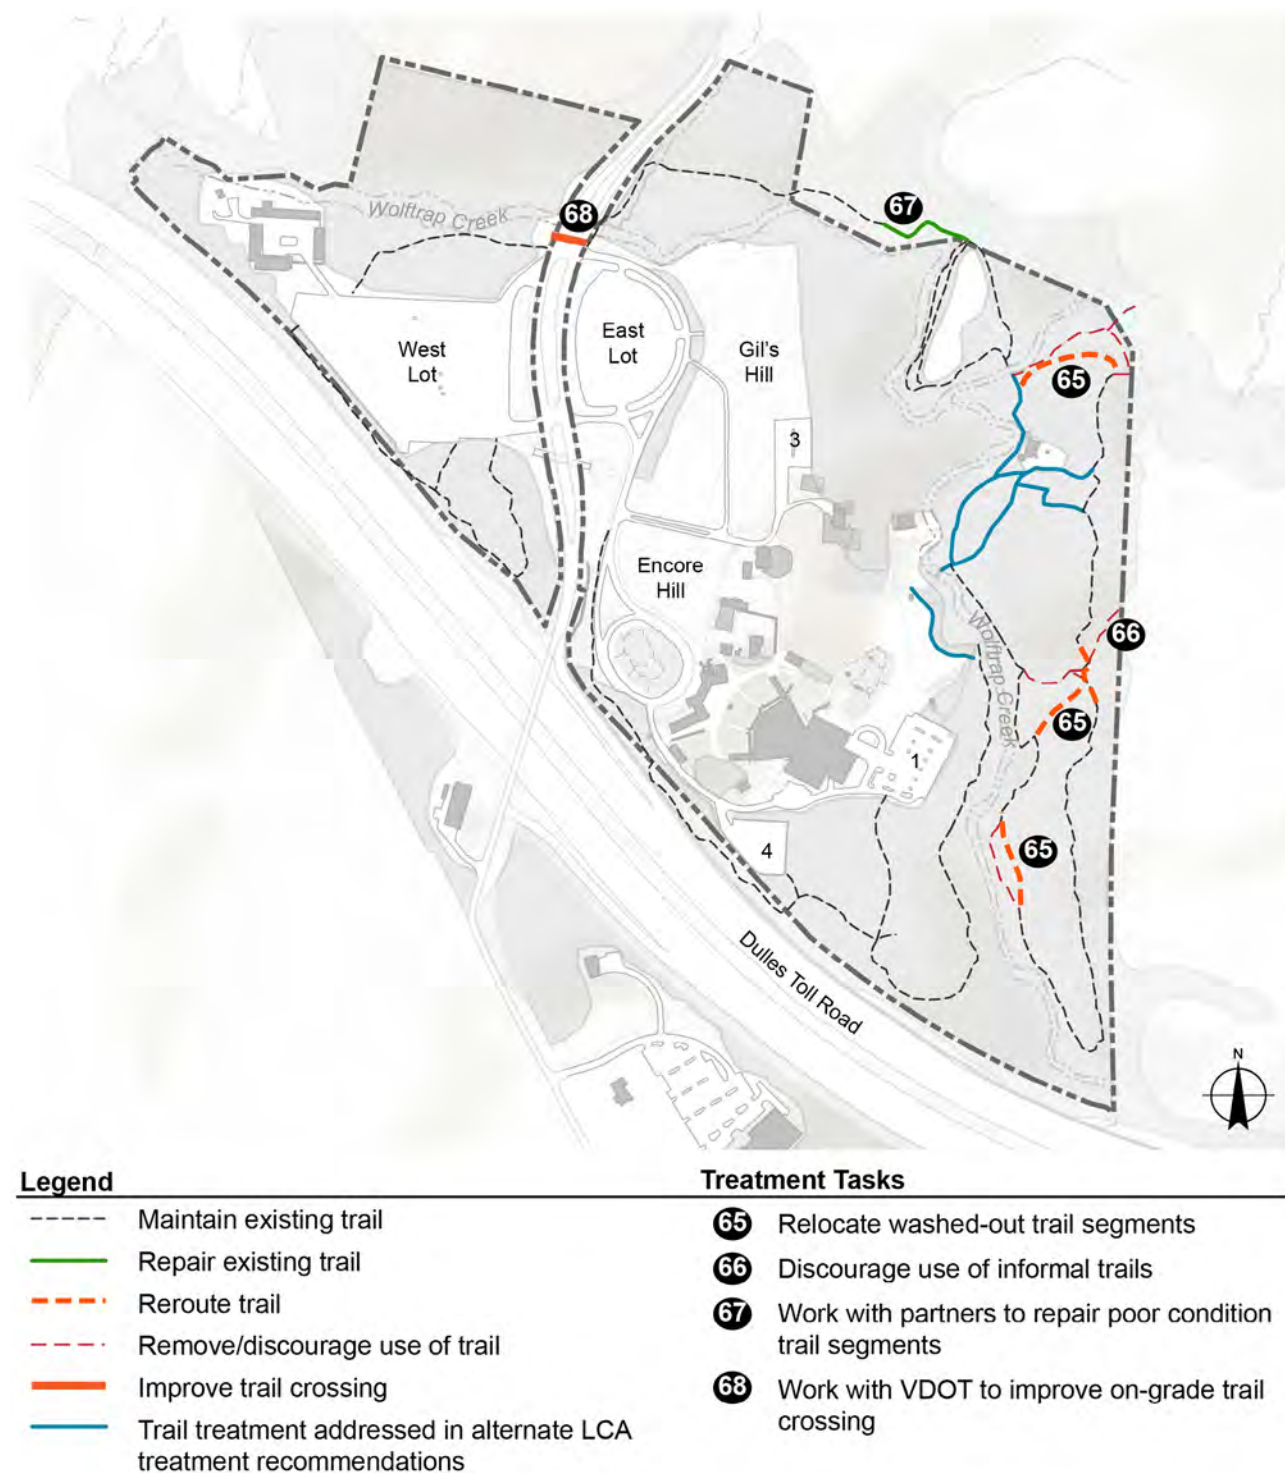 67
Wolftrap Creek
68
East
Lot
West
Lot
Gil's
Hill
65
3
Encore
Hill
Wolftrap Creek
66
65
1
65
4
Dulles Toll Road
N
Legend
Maintain existing trail
Repair existing trail
Reroute trail
Remove/discourage use of trail
Improve trail crossing
Trail treatment addressed in alternate LCA
treatment recommendations
Treatment Tasks
65 Relocate washed-out trail segments
66 Discourage use of informal trails
67 Work with partners to repair poor condition
trail segments
68 Work with VDOT to improve on-grade trail
crossing